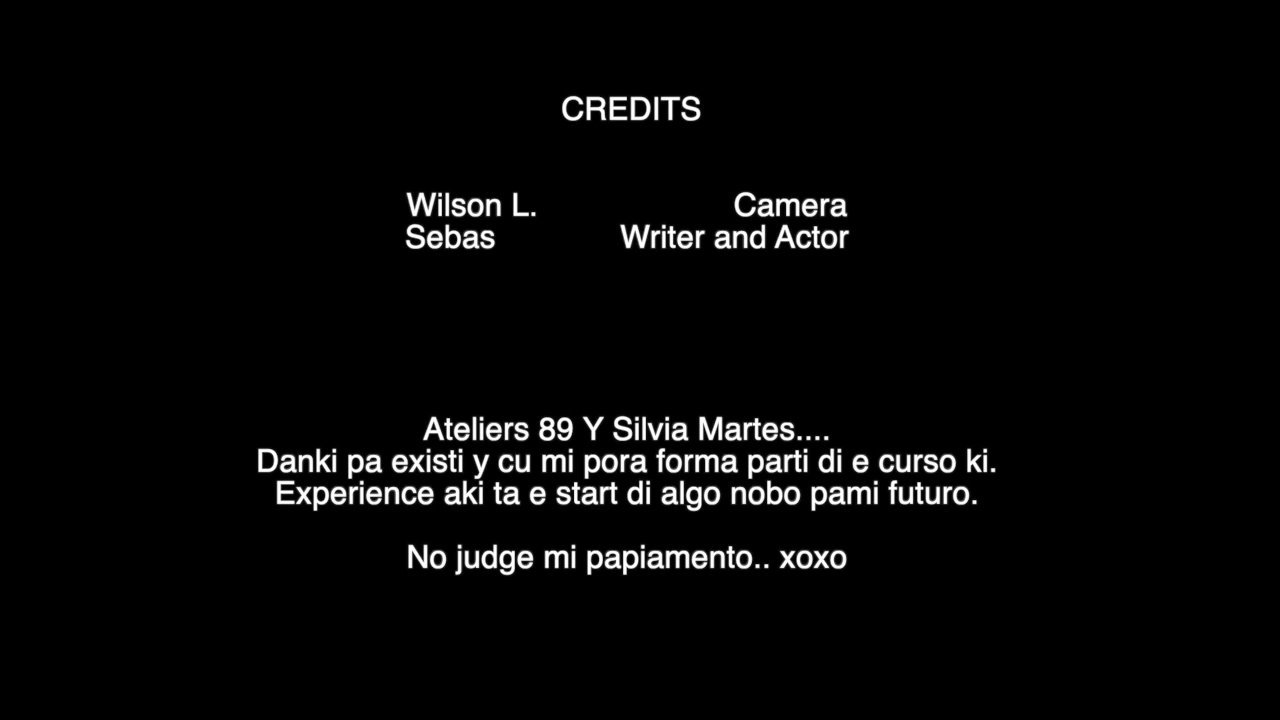 CREDITS
Wilson L. Camera
Sebas Writer and Actor
Ateliers 89 Y Silvia Martes....
Danki pa existi y cu mi pora forma parti di e curso ki.
Experience aki ta e start di algo nobo pami futuro.
No judge mi papiamento.. xoxo